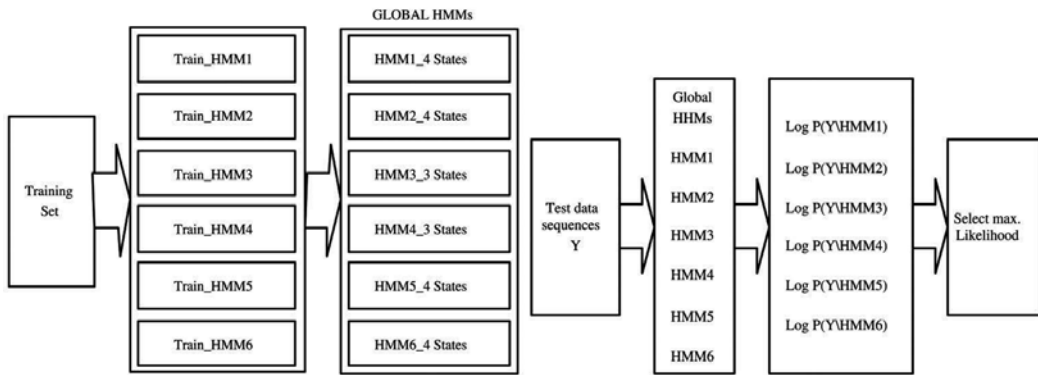 GLOBAL HMMs
Training
Set
Train_HMM1
Train_HMM2
Train_HMM3
Train_HMM4
Train_HMM5
Train_HMM6
HMM1_4 States
HMM2_4 States
HMM3_3 States
HMM4_3 States
HMM5_4 States
HMM6_4 States
Test data
sequences
Y
Global
HHMs
HMM1
HMM2
HMM3
HMM4
HMM5
HMM6
Log P(Y\HMM1)
Log P(Y\HMM2)
Log P(Y\HMM3)
Log P(Y\HMM4)
Log P(Y\HMM5)
Log P(Y\HMM6)
Select max.
Likelihood